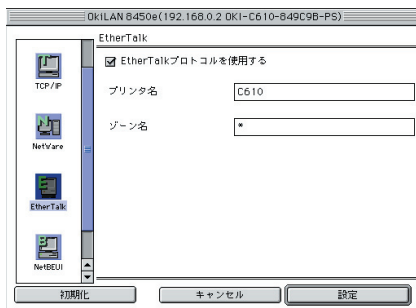 OkiLAN 8450e(192.168.0.2 OKI-C610-849C9B-PS)
EtherTalk
TCP/IP
NetWare
EtherTalk
NetBEUI
EtherTalkプロトコルを使用する
プリンタ名
C610
ゾーン名
*
初期化
キャンセル
設定